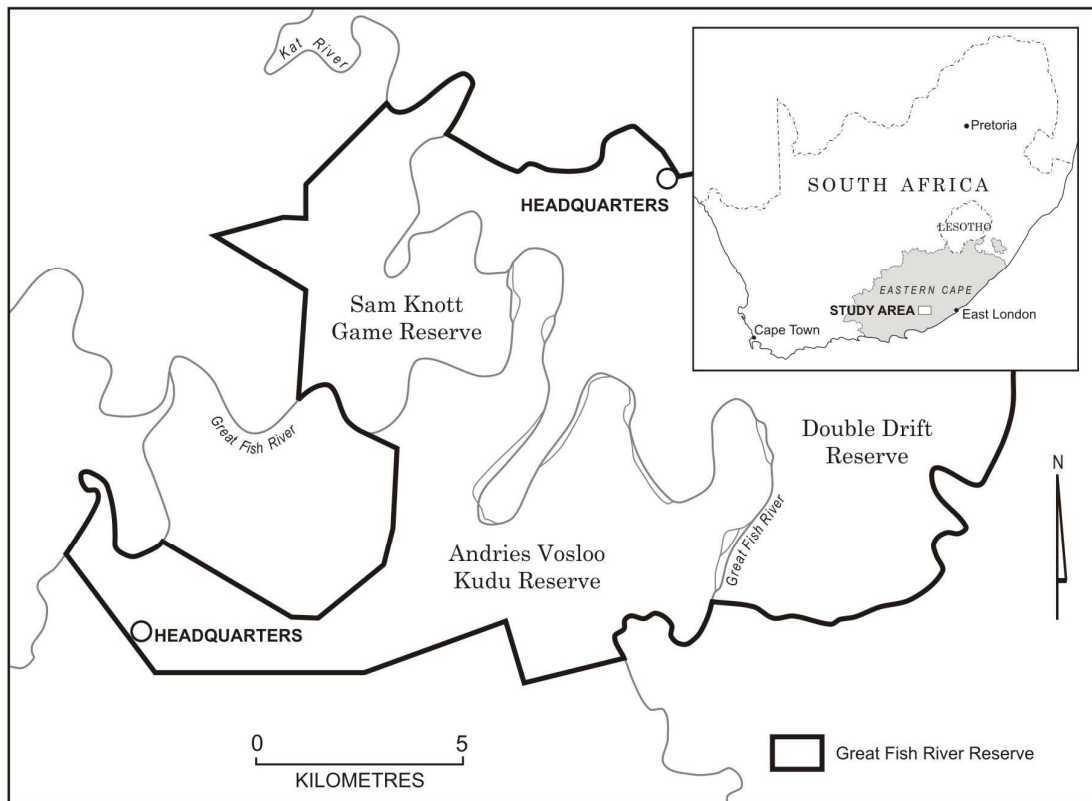 Kat River
HEADQUARTERS
Pretoria
SOUTH AFRICA
LESOTHO
EASTERN CAPE
STUDY AREA
East London
Cape Town
Sam Knott
Game Reserve
Great Fish River
Double Drift
Reserve
N
Great Fish River
Andries Vosloo
Kudu Reserve
HEADQUARTERS
0 5
KILOMETRES
Great Fish River Reserve